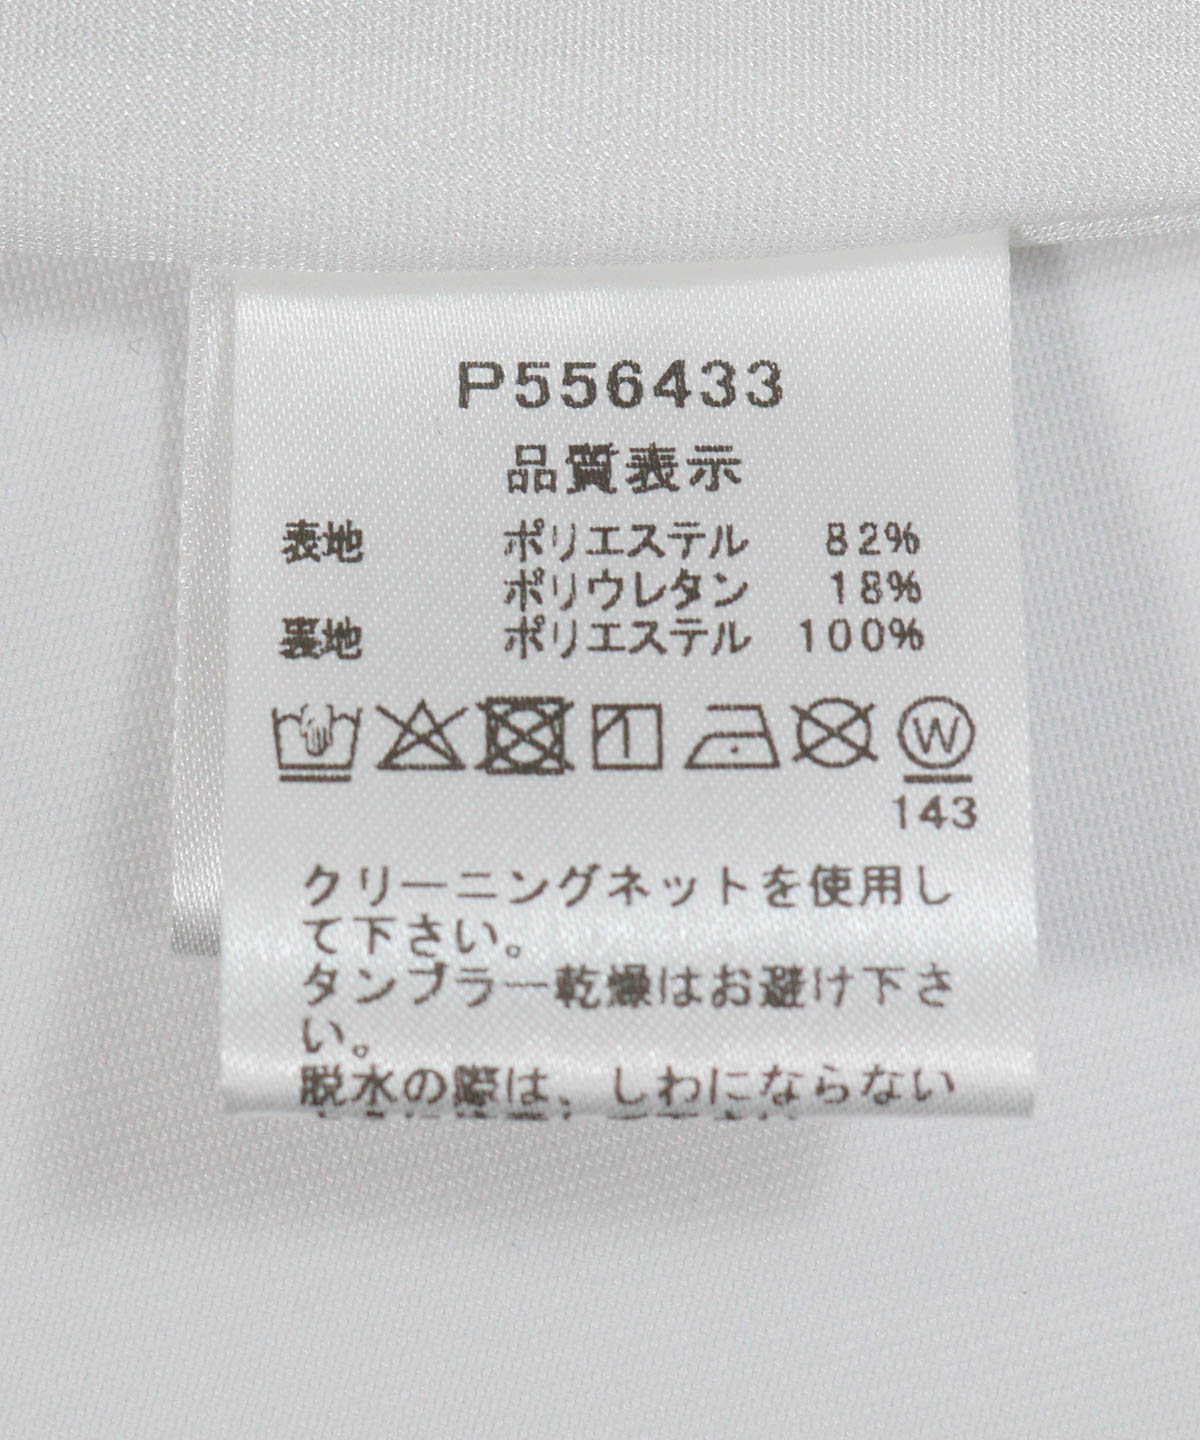 P556433
品質表示
表地 ポリエステル 82%
ポリウレタン 18%
裏地 ポリエステル 100%
W
143
クリーニングネットを使用し
て下さい。
タンブラー乾燥はお避け下さ
い。
脱水の際は、しわにならない